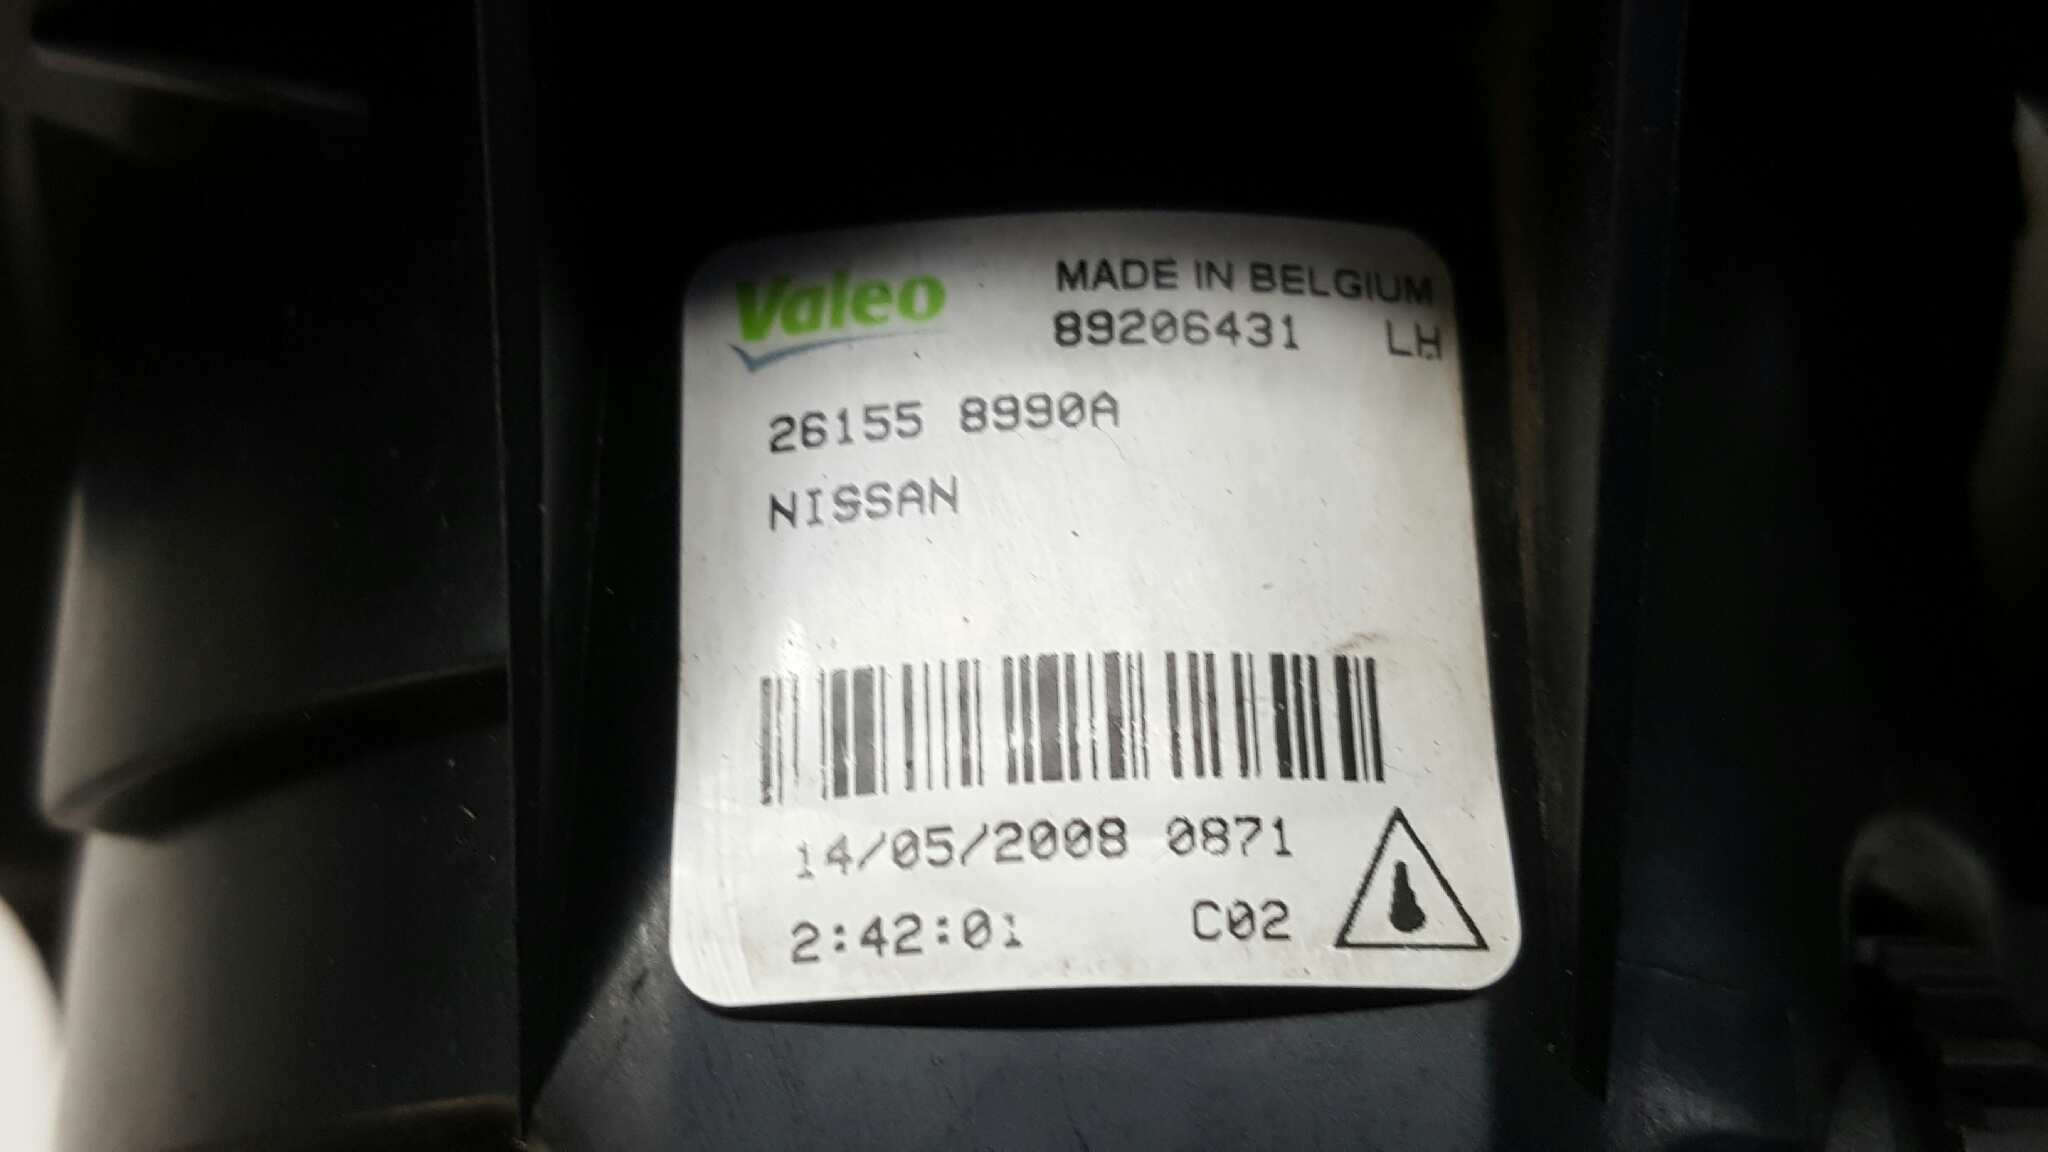 Valeo
MADE IN BELGIUM
89206431 LH
26155 8990A
NISSAN
14/05/2008 0871
2:42:01 C02